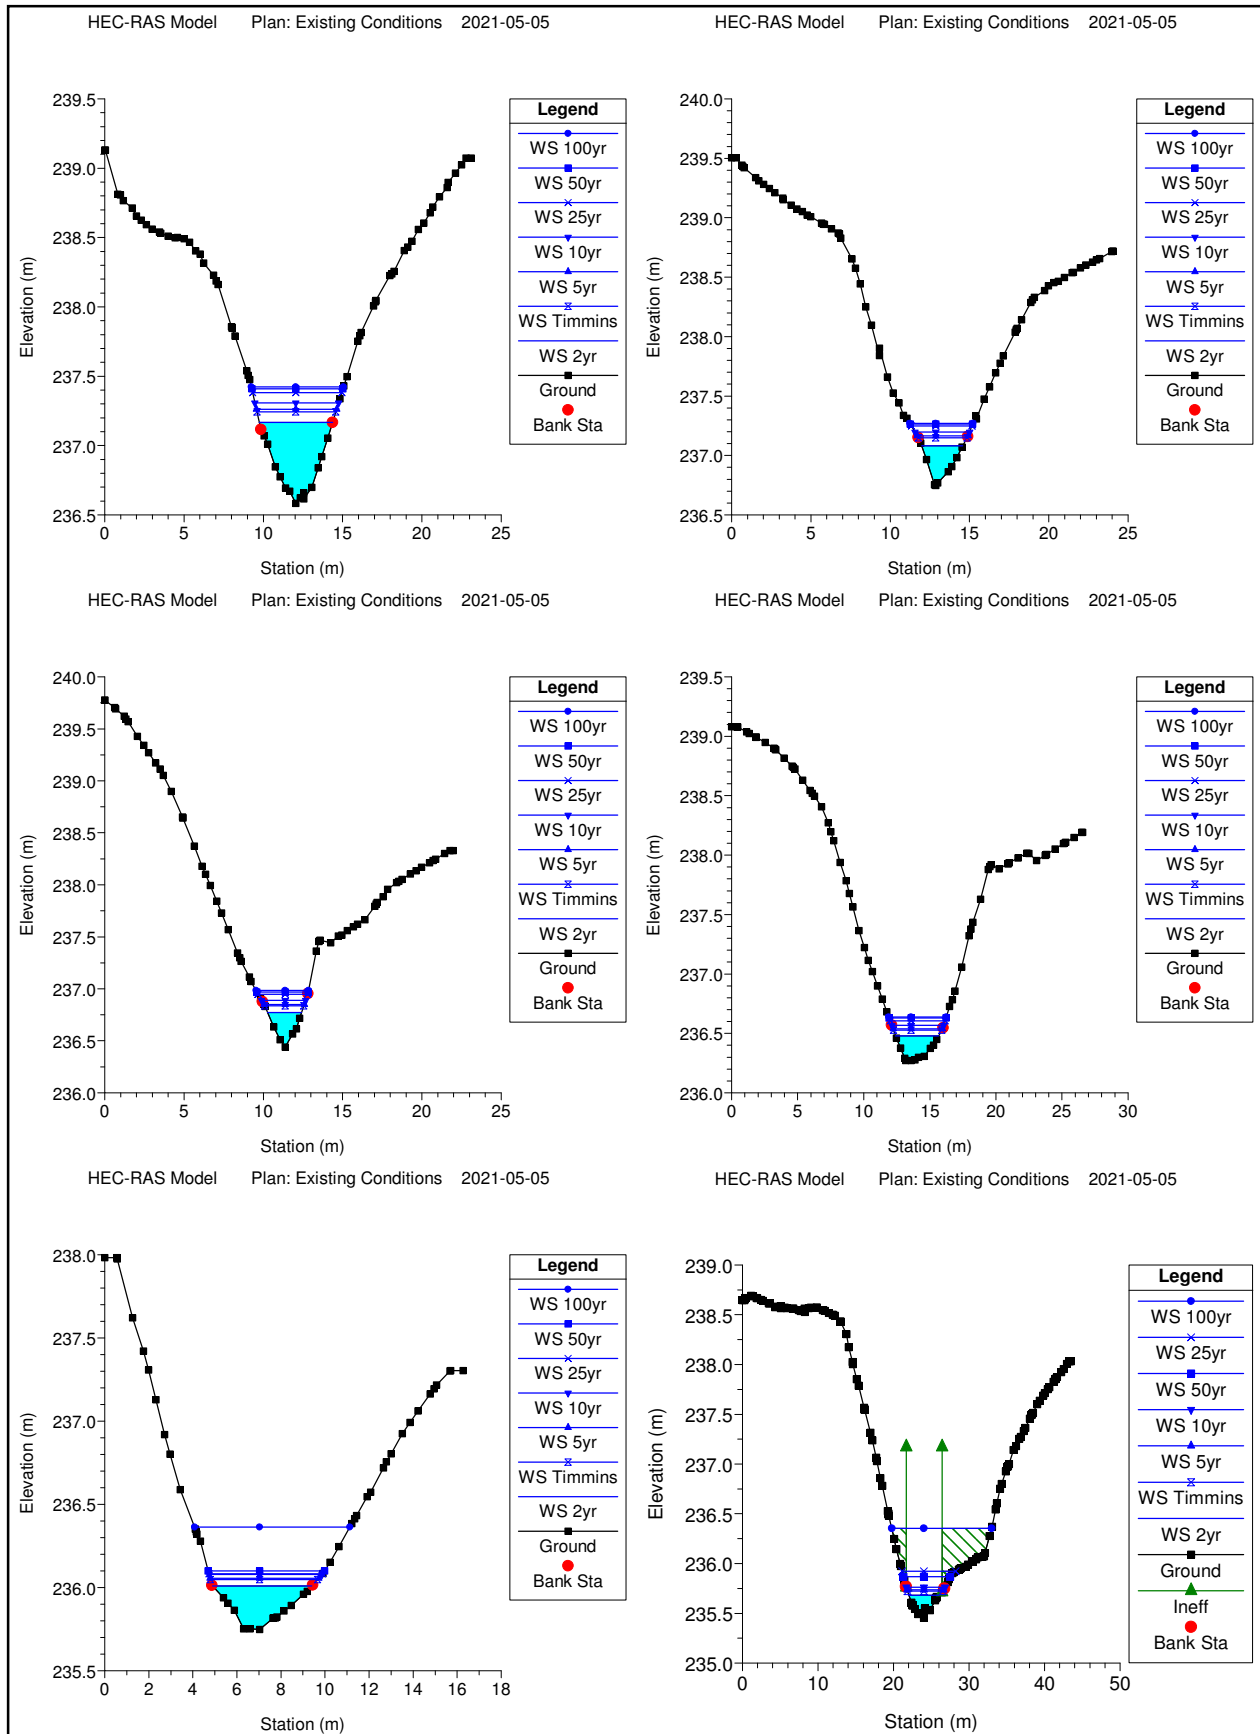 HEC-RAS Model Plan: Existing Conditions 2021-05-05
239.5
239.0
238.5
238.0
237.5
237.0
236.5
0 5 10 15 20 25
Station (m)
Elevation (m)
Legend
WS 100yr
WS 50yr
WS 25yr
WS 10yr
WS 5yr
WS Timmins
WS 2yr
Ground
Bank Sta
HEC-RAS Model Plan: Existing Conditions 2021-05-05
240.0
239.5
239.0
238.5
238.0
237.5
237.0
236.5
0 5 10 15 20 25
Station (m)
Elevation (m)
Legend
WS 100yr
WS 50yr
WS 25yr
WS 10yr
WS 5yr
WS Timmins
WS 2yr
Ground
Bank Sta
HEC-RAS Model Plan: Existing Conditions 2021-05-05
240.0
239.5
239.0
238.5
238.0
237.5
237.0
236.5
236.0
0 5 10 15 20 25
Station (m)
Elevation (m)
Legend
WS 100yr
WS 50yr
WS 25yr
WS 10yr
WS 5yr
WS Timmins
WS 2yr
Ground
Bank Sta
HEC-RAS Model Plan: Existing Conditions 2021-05-05
239.5
239.0
238.5
238.0
237.5
237.0
236.5
236.0
0 5 10 15 20 25 30
Station (m)
Elevation (m)
Legend
WS 100yr
WS 50yr
WS 25yr
WS 10yr
WS 5yr
WS Timmins
WS 2yr
Ground
Bank Sta
HEC-RAS Model Plan: Existing Conditions 2021-05-05
238.0
237.5
237.0
236.5
236.0
235.5
0 2 4 6 8 10 12 14 16 18
Station (m)
Elevation (m)
Legend
WS 100yr
WS 50yr
WS 25yr
WS 10yr
WS 5yr
WS Timmins
WS 2yr
Ground
Bank Sta
HEC-RAS Model Plan: Existing Conditions 2021-05-05
239.0
238.5
238.0
237.5
237.0
236.5
236.0
235.5
235.0
0 10 20 30 40 50
Station (m)
Elevation (m)
Legend
WS 100yr
WS 25yr
WS 50yr
WS 10yr
WS 5yr
WS Timmins
WS 2yr
Ground
Ineff
Bank Sta